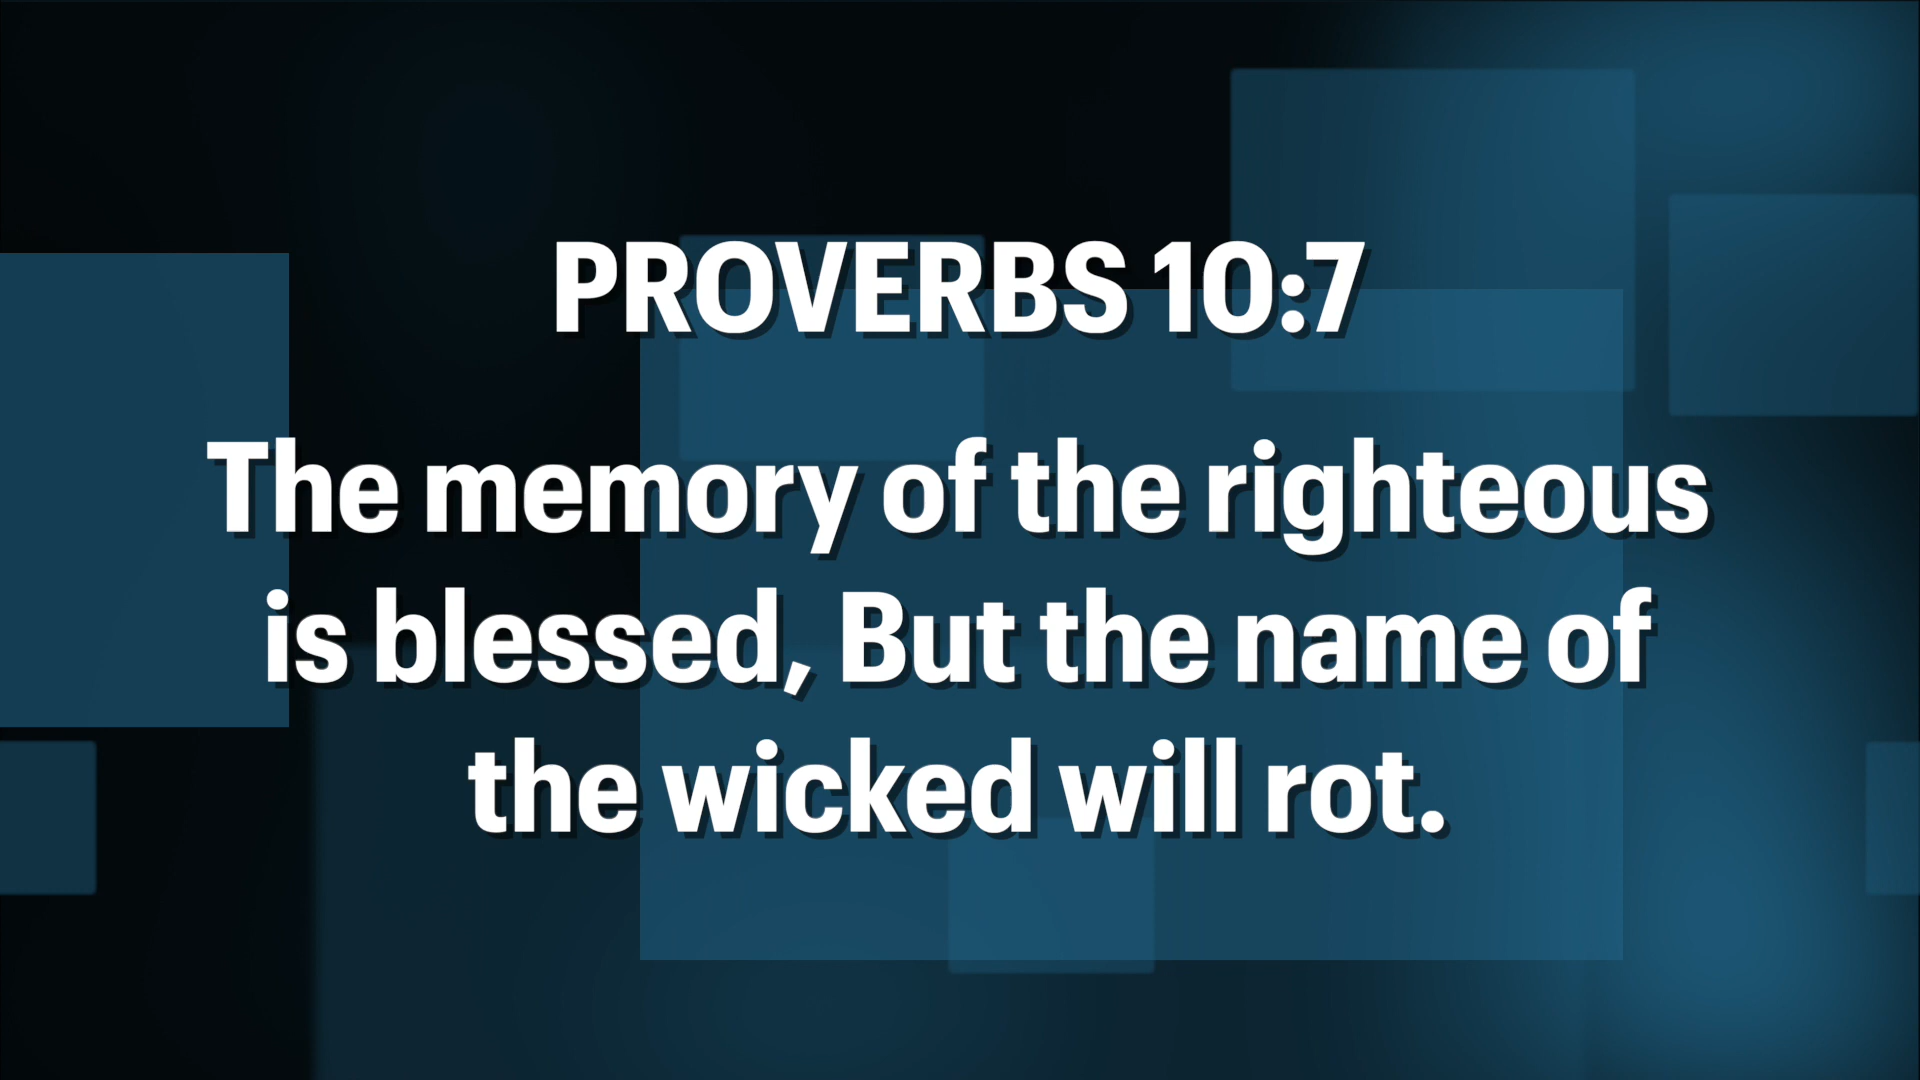 PROVERBS 10:7
The memory of the righteous
is blessed, But the name of
the wicked will rot.